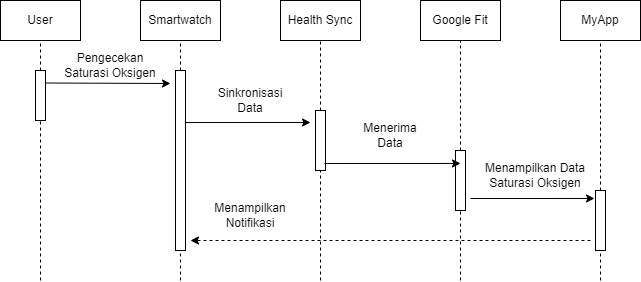 User
Smartwatch
Health Sync
Google Fit
MyApp
Pengecekan
Saturasi Oksigen
Sinkronisasi
Data
Menerima
Data
Menampilkan Data
Saturasi Oksigen
Menampilkan
Notifikasi